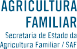 AGRICULTURA
FAMILIAR
Secretaria de Estado da
Agricultura Familiar / SAF